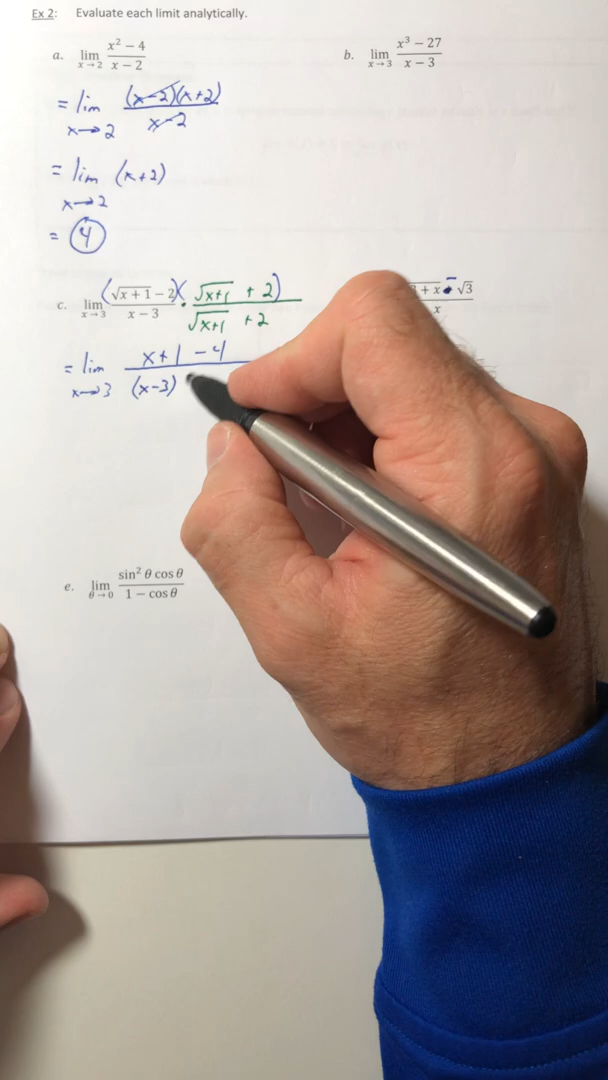 Ex 2: Evaluate each limit analytically.
a. lim x→2 (x² − 4)/(x − 2)
b. lim x→3 (x³ − 27)/(x − 3)
= lim x→2 (x-2)(x+2)/(x-2)
= lim x→2 (x+2)
= 4
c. lim x→3 (√(x + 1) − 2)/(x − 3) · (√(x+1) + 2)/(√(x+1) + 2)
+ x - √3
x
= lim x→3 (x+1-4)/(x-3)
e. lim θ→0 (sin² θ cos θ)/(1 − cos θ)